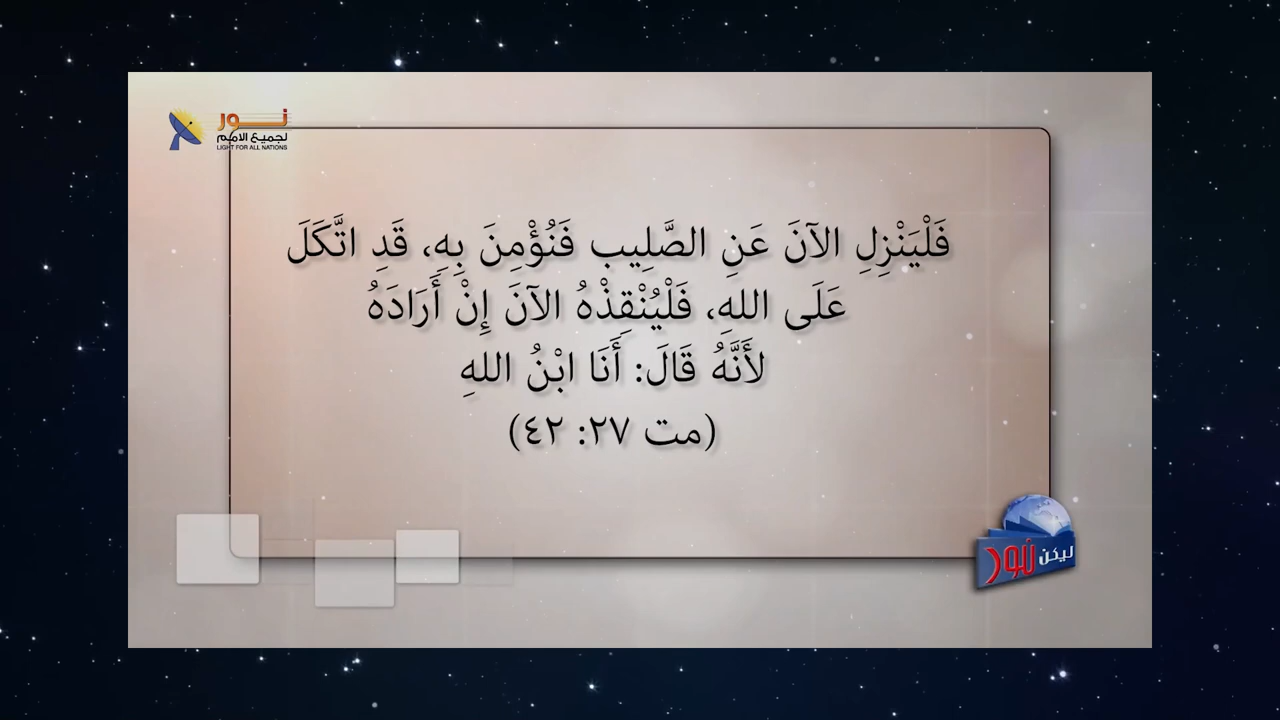 نور
لجميع الامم
LIGHT FOR ALL NATIONS
فَلْيَنْزِلِ الآنَ عَنِ الصَّلِيب فَنُؤْمِنَ بِهِ، قَدِ اتَّكَلَ
عَلَى اللهِ، فَلْيُنْقِذْهُ الآنَ إِنْ أَرَادَهُ
لأَنَّهُ قَالَ: أَنَا ابْنُ اللهِ
(مت ٢٧: ٤٢)
ليكن نور